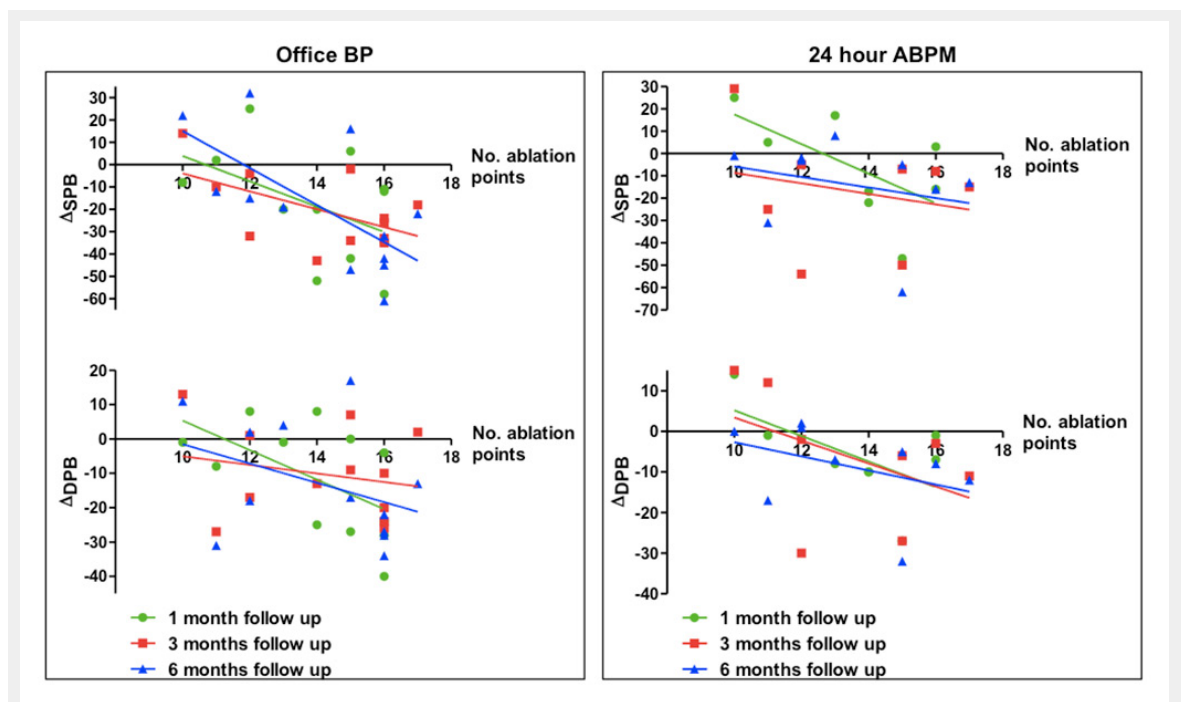 Office BP
30
20
10
0
-10
-20
-30
-40
-50
-60
ΔSPB
10 12 14 16 18
No. ablation
points
20
10
0
-10
-20
-30
-40
ΔDPB
10 12 14 16 18
No. ablation
points
1 month follow up
3 months follow up
6 months follow up
24 hour ABPM
30
20
10
0
-10
-20
-30
-40
-50
-60
-70
ΔSPB
10 12 14 16 18
No. ablation
points
10
0
-10
-20
-30
-40
ΔDPB
10 12 14 16 18
No. ablation
points
1 month follow up
3 months follow up
6 months follow up